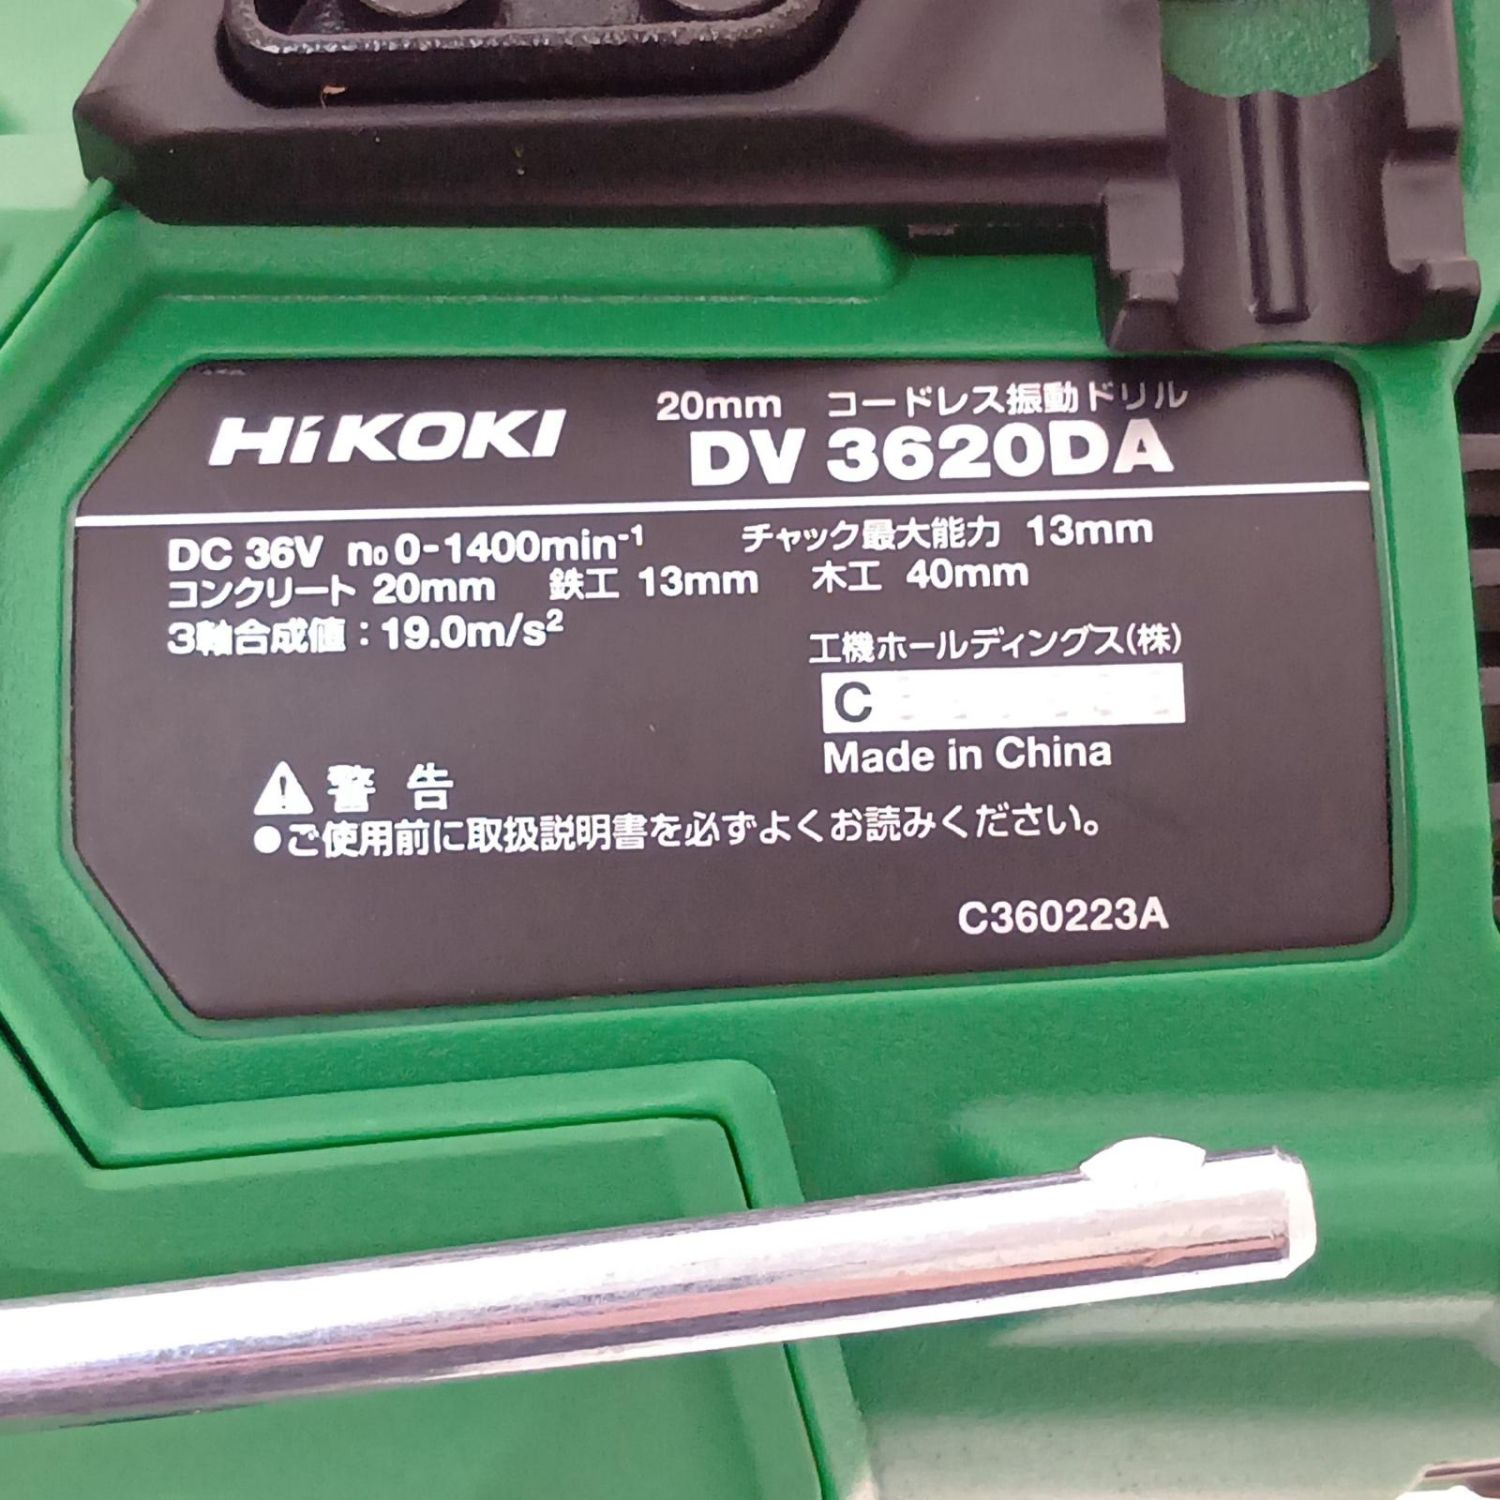 HiKOKI
20mm コードレス振動ドリル
DV 3620DA
DC 36V n₀ 0-1400min⁻¹ チャック最大能力 13mm
コンクリート 20mm 鉄工 13mm 木工 40mm
3軸合成値：19.0m/s²
工機ホールディングス(株)
C
Made in China
⚠ 警 告
●ご使用前に取扱説明書を必ずよくお読みください。
C360223A